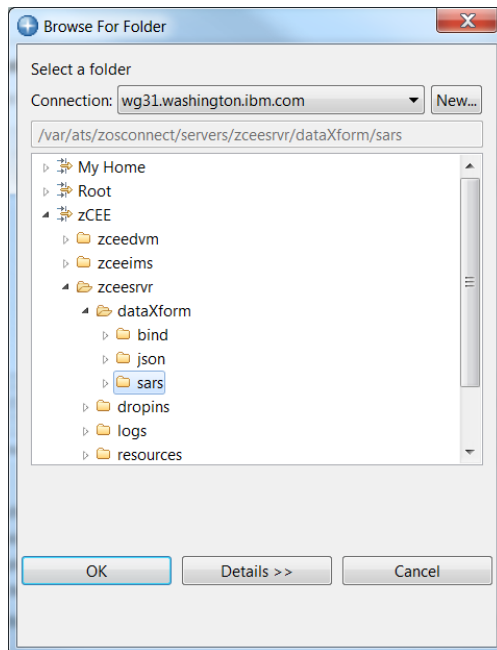 Browse For Folder
X
Select a folder
Connection: wg31.washington.ibm.com New...
/var/ats/zosconnect/servers/zceesrvr/dataXform/sars
My Home
Root
zCEE
zceedvm
zceeims
zceesrvr
dataXform
bind
json
sars
dropins
logs
resources
OK Details >> Cancel